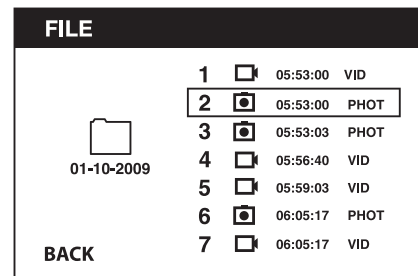 FILE
1 05:53:00 VID
2 05:53:00 PHOT
3 05:53:03 PHOT
4 05:56:40 VID
5 05:59:03 VID
6 06:05:17 PHOT
7 06:05:17 VID
01-10-2009
BACK